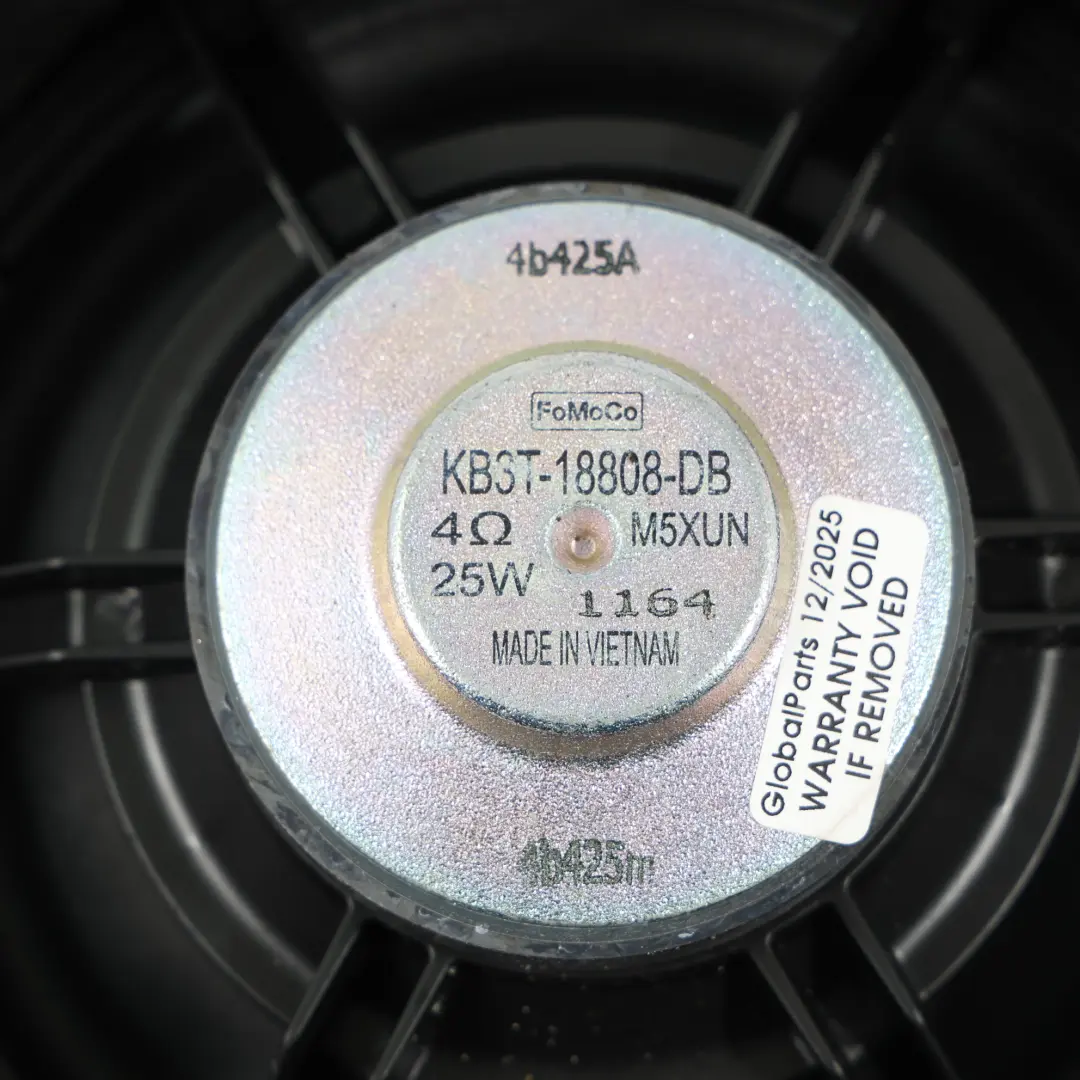 4b425A
FoMoCo
KB3T-18808-DB
4Ω M5XUN
25W 1164
MADE IN VIETNAM
4b425m
GlobalParts 12/2025
WARRANTY VOID
IF REMOVED